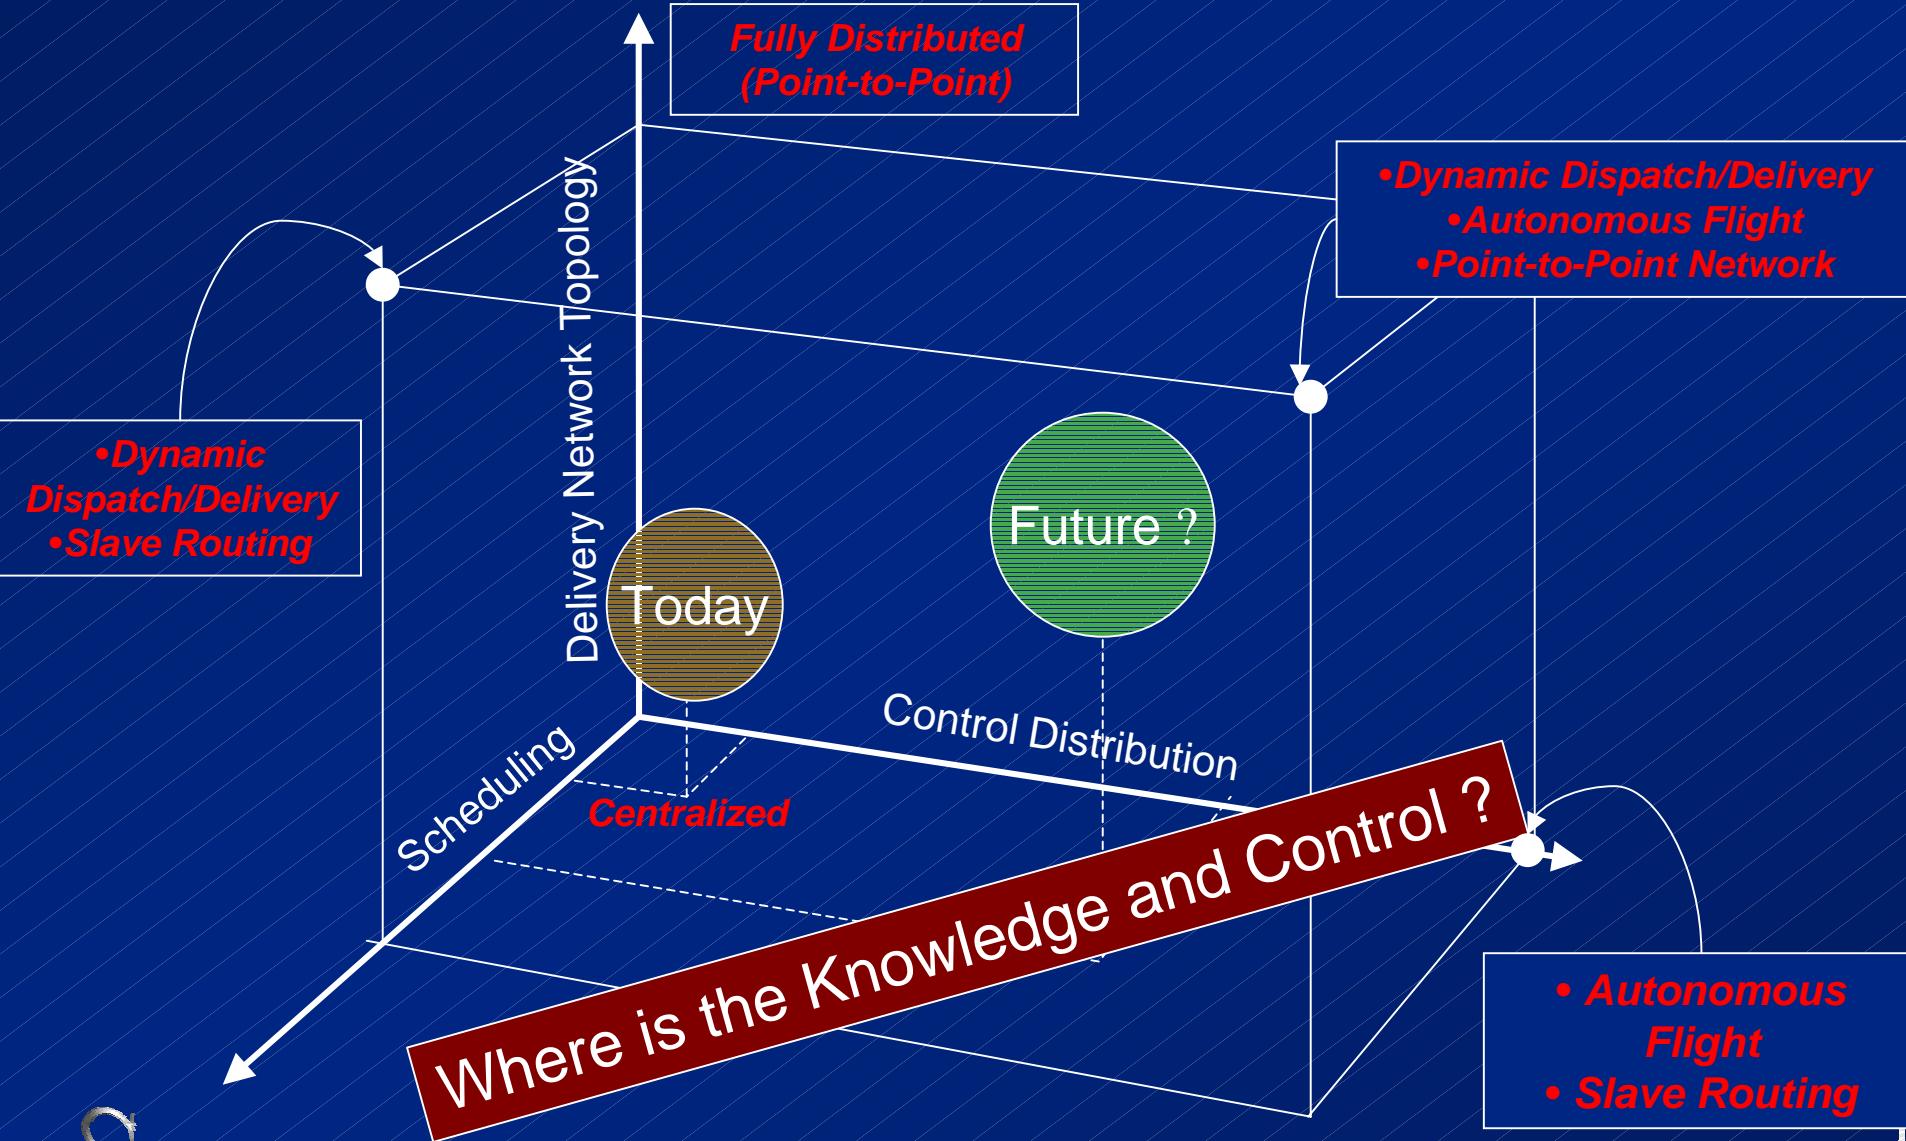 Fully Distributed
(Point-to-Point)
•Dynamic Dispatch/Delivery
•Autonomous Flight
•Point-to-Point Network
Delivery Network Topology
•Dynamic
Dispatch/Delivery
•Slave Routing
Future ?
Today
Control Distribution
Scheduling
Centralized
Where is the Knowledge and Control ?
• Autonomous
Flight
• Slave Routing